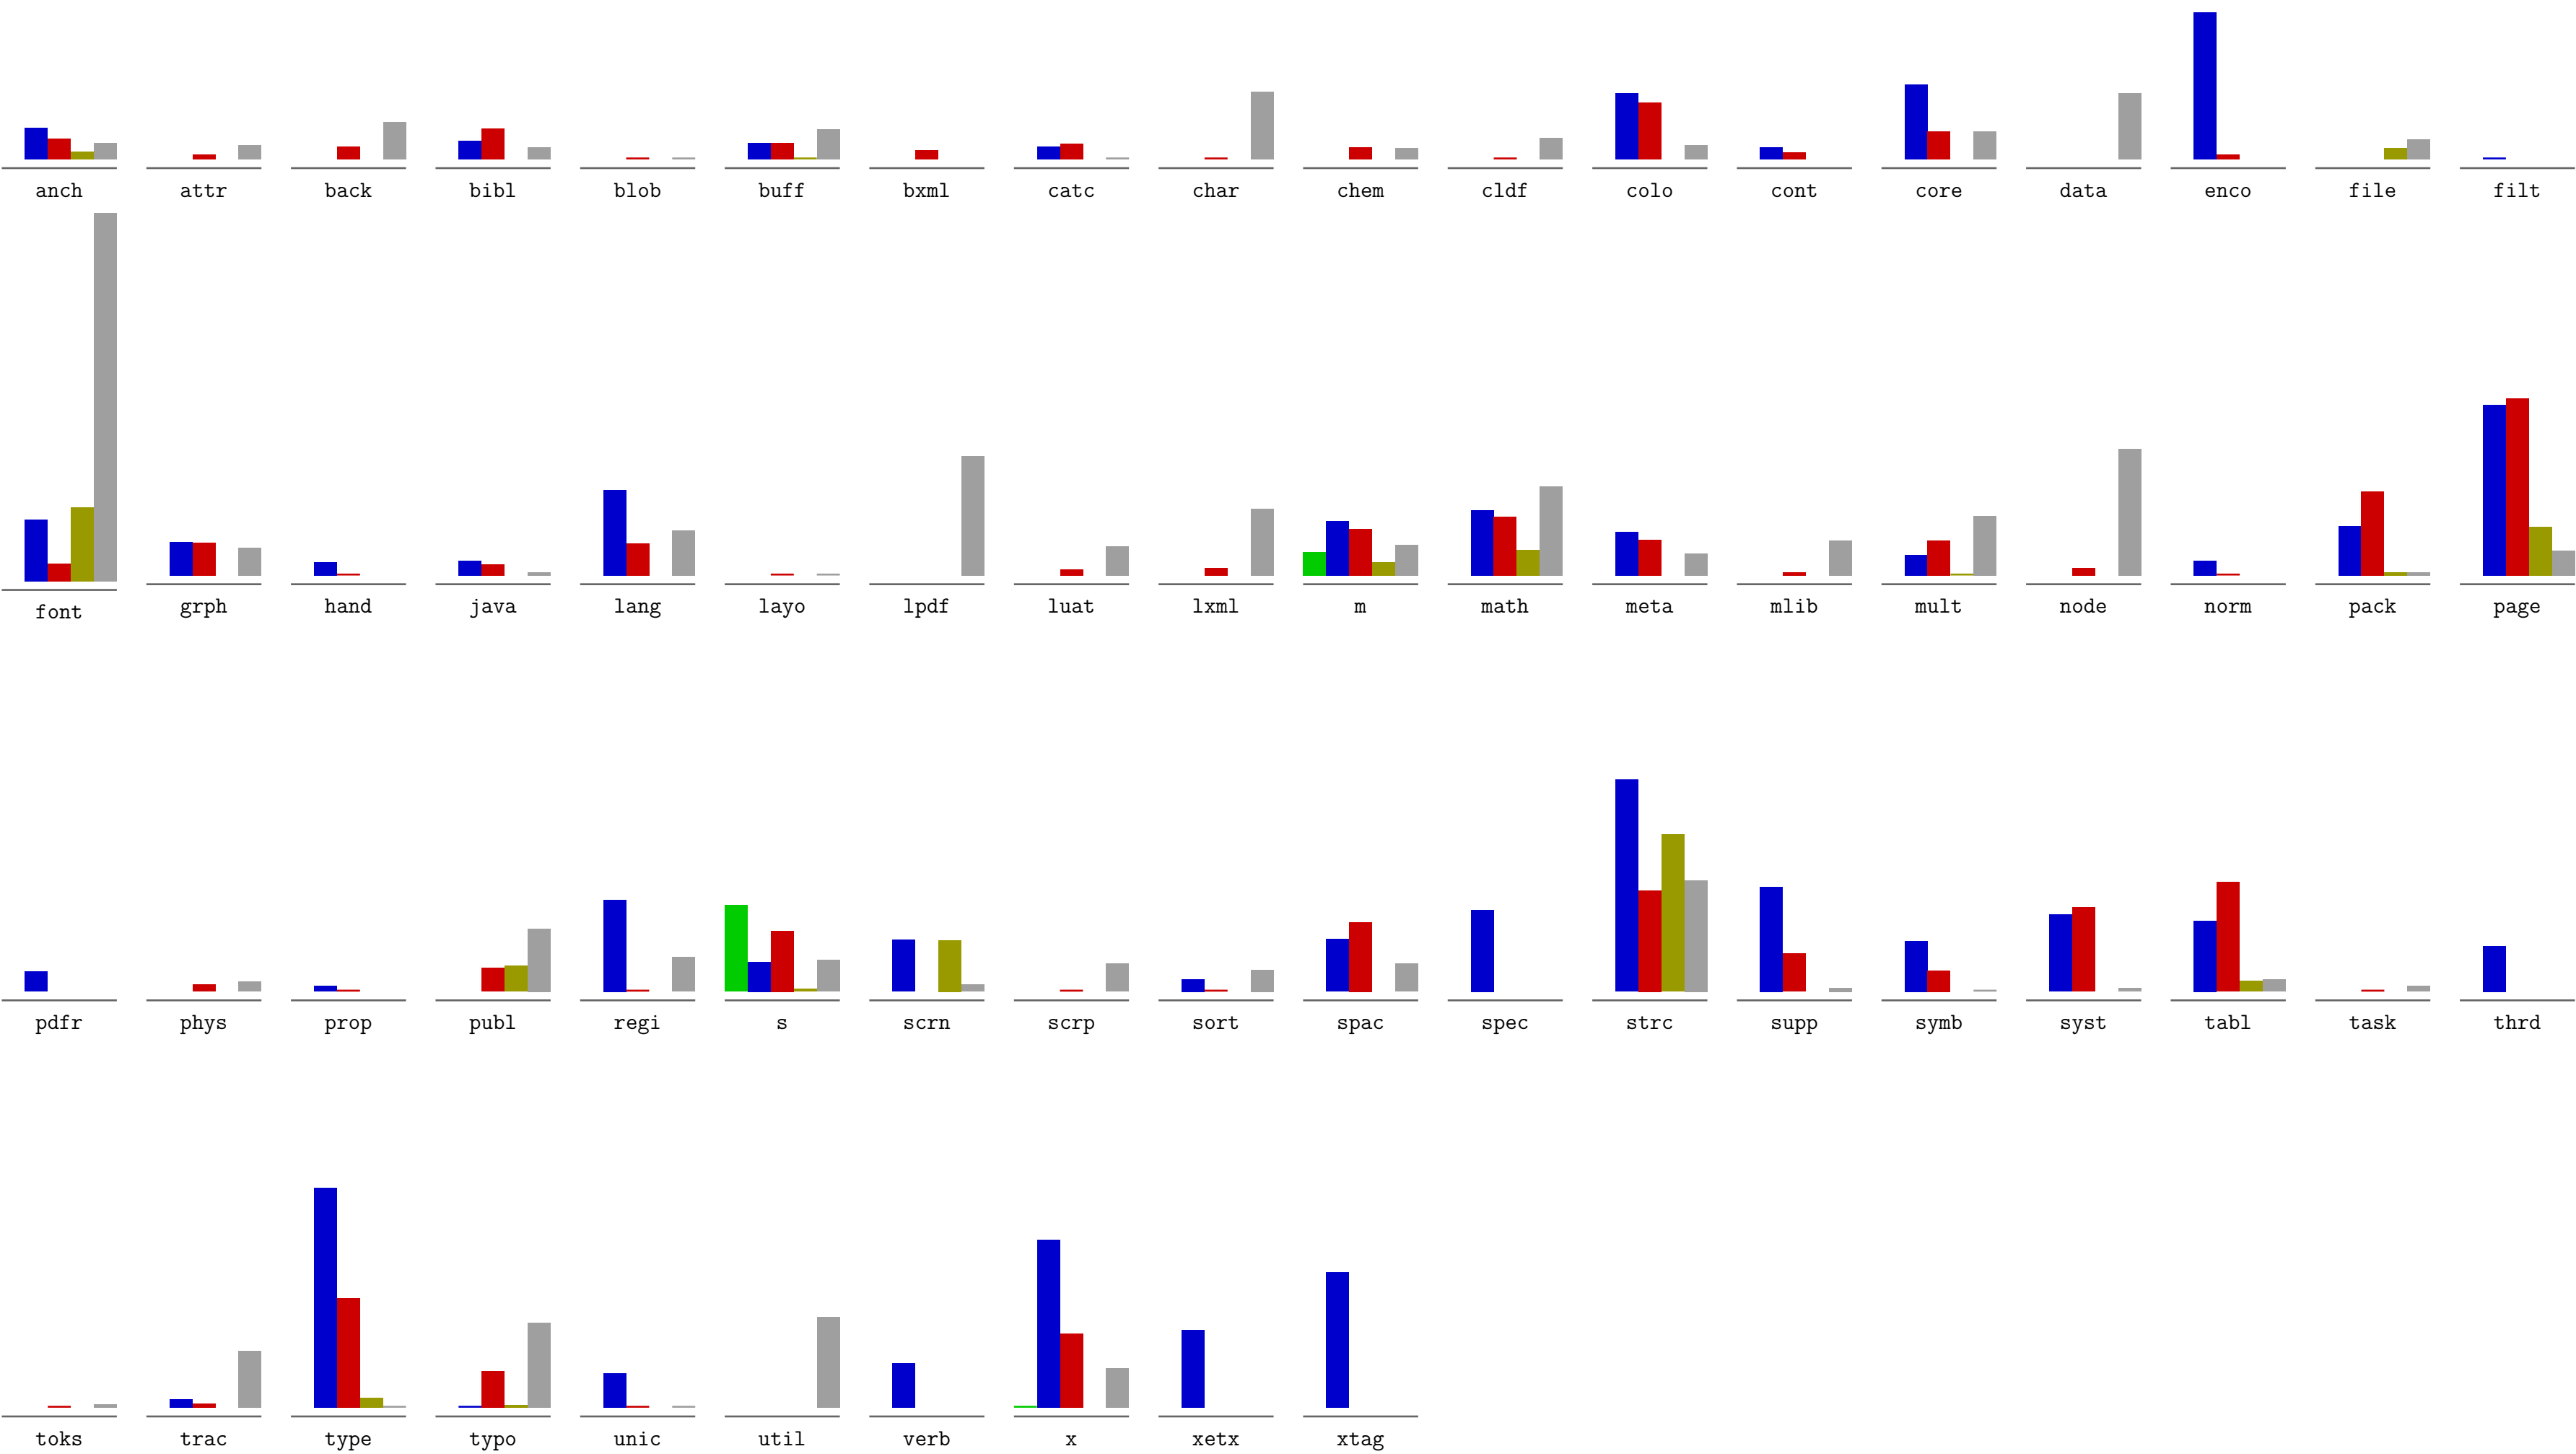 anch attr back bibl blob buff bxml catc char chem cldf colo cont core data enco file filt
font grph hand java lang layo lpdf luat lxml m math meta mlib mult node norm pack page
pdfr phys prop publ regi s scrn scrp sort spac spec strc supp symb syst tabl task thrd
toks trac type typo unic util verb x xetx xtag